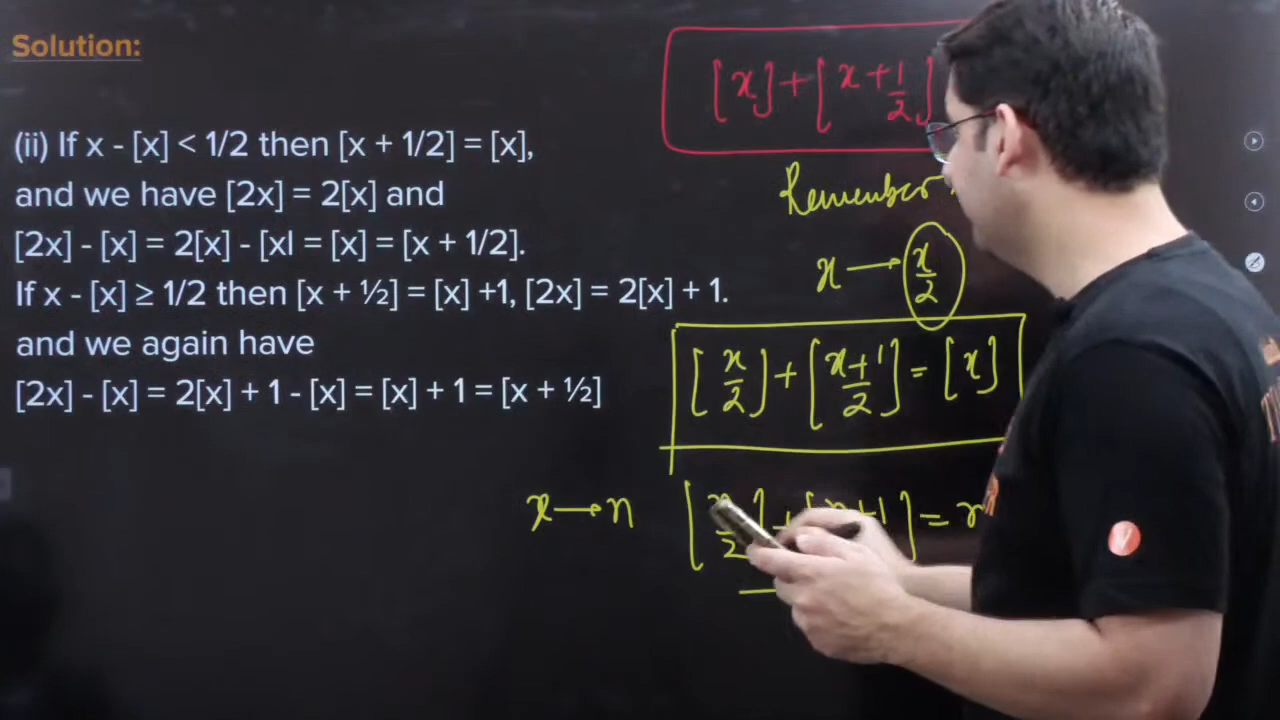 Solution:
(ii) If x - [x] < 1/2 then [x + 1/2] = [x],
and we have [2x] = 2[x] and
[2x] - [x] = 2[x] - [xl = [x] = [x + 1/2].
If x - [x] ≥ 1/2 then [x + ½] = [x] +1, [2x] = 2[x] + 1.
and we again have
[2x] - [x] = 2[x] + 1 - [x] = [x] + 1 = [x + ½]
[x] + [x + 1/2]
Remember
x → x/2
[x/2] + [x+1/2] = [x]
x → n [n/2] + [n+1 ] = n